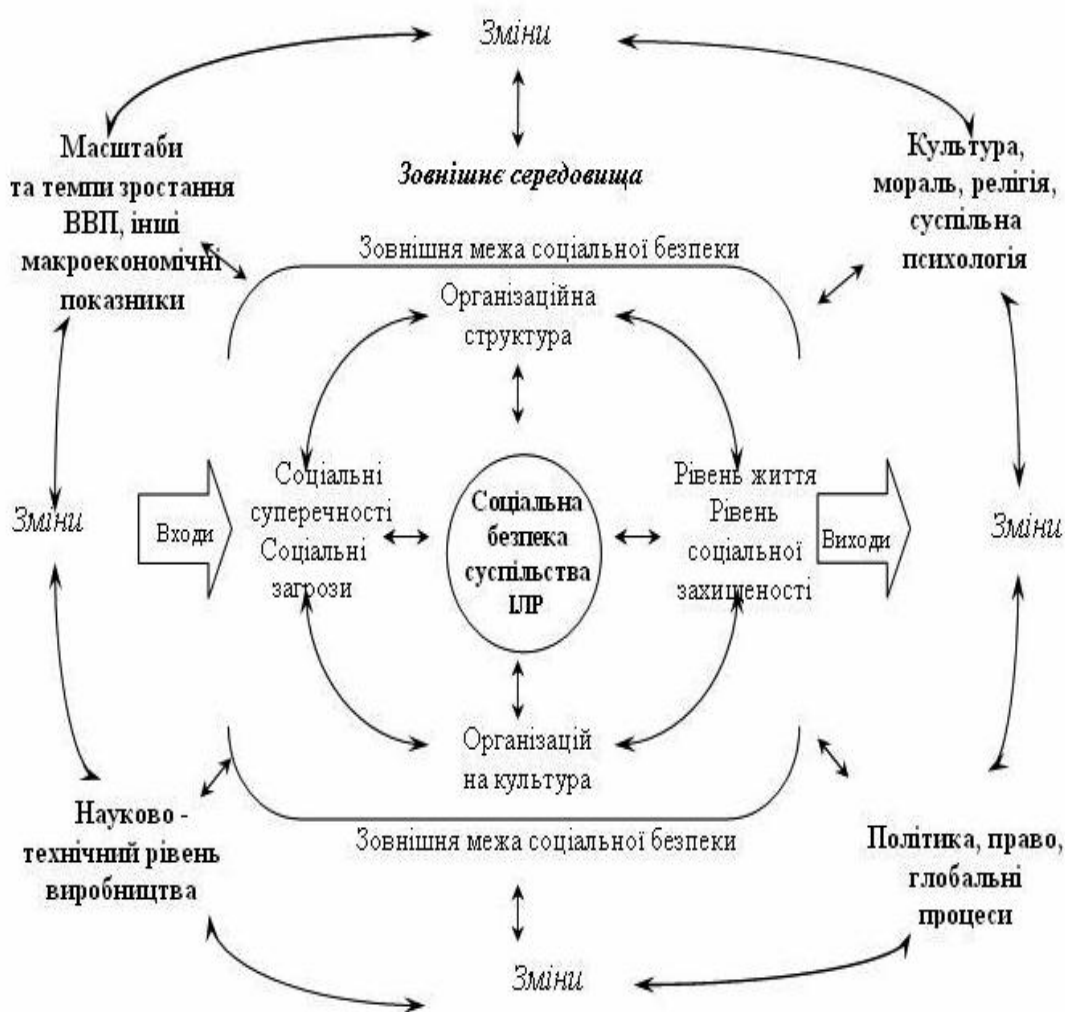 Зміни
Масштаби
та темпи зростання
ВВП, інші
макроекономічні
показники
Зовнішнє середовища
Культура,
мораль, релігія,
суспільна
психологія
Зовнішня межа соціальної безпеки
Організаційна
структура
Зміни
Входи
Соціальні
суперечності
Соціальні
загрози
Соціальна
безпека
суспільства
ІЛР
Рівень життя
Рівень
соціальної
захищеності
Виходи
Зміни
Організацій
на культура
Зовнішня межа соціальної безпеки
Науково -
технічний рівень
виробництва
Політика, право,
глобальні
процеси
Зміни